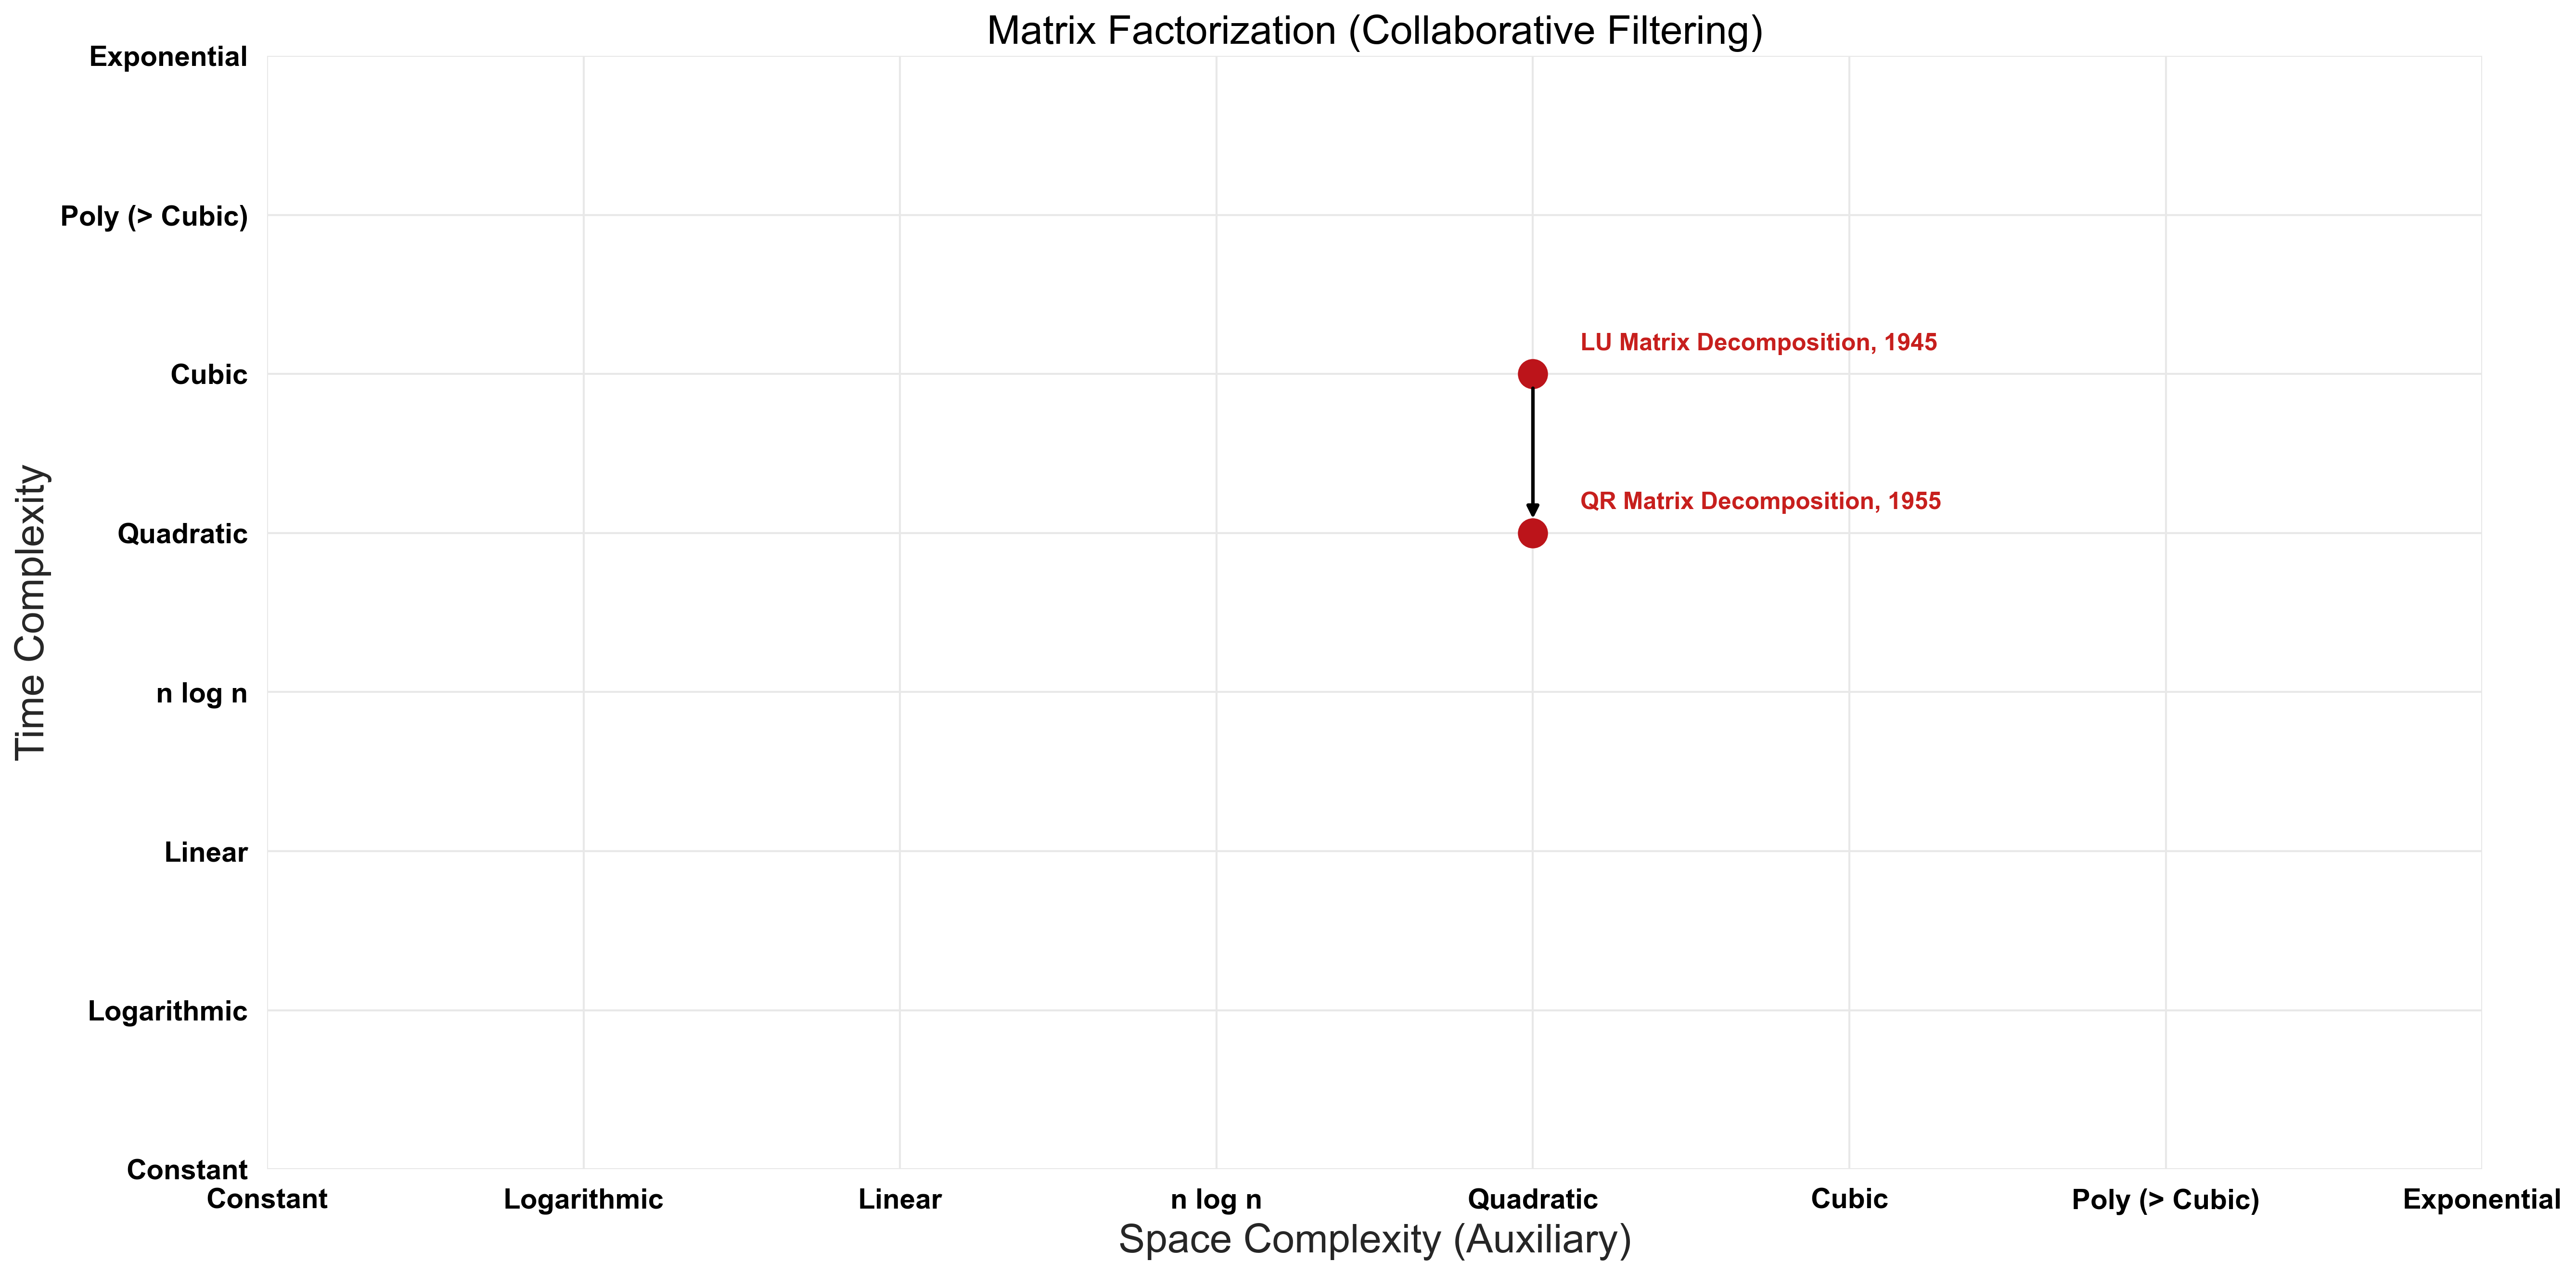 Matrix Factorization (Collaborative Filtering)
Time Complexity
Exponential
Poly (> Cubic)
Cubic
Quadratic
n log n
Linear
Logarithmic
Constant
LU Matrix Decomposition, 1945
QR Matrix Decomposition, 1955
Constant Logarithmic Linear n log n Quadratic Cubic Poly (> Cubic) Exponential
Space Complexity (Auxiliary)